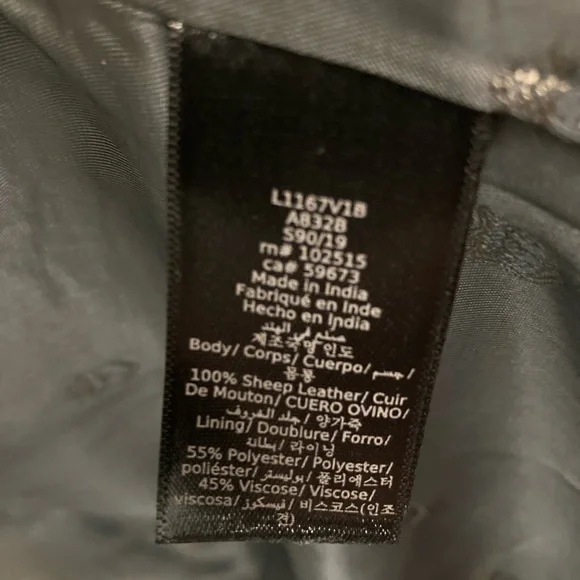 L1167V1B
A832B
S90/19
rn# 102515
ca# 59673
Made in India
Fabriqué en Inde
Hecho en India
صنع في الهند
제조국명 인도
Body/ Corps/ Cuerpo/ جسم/
몸통
100% Sheep Leather/ Cuir
De Mouton/ CUERO OVINO/
جلد الخروف/ 양가죽
Lining/ Doublure/ Forro/
بطانة/ 라이닝
55% Polyester/ Polyester/
poliéster/ بوليستر/ 폴리에스터
45% Viscose/ Viscose/
viscosa/ فيسكوز/ 비스코스(인조
견)